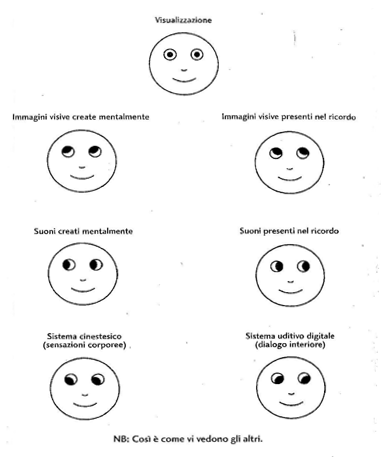 Visualizzazione
Immagini visive create mentalmente
Immagini visive presenti nel ricordo
Suoni creati mentalmente
Suoni presenti nel ricordo
Sistema cinestesico
(sensazioni corporee)
Sistema uditivo digitale
(dialogo interiore)
NB: Così è come vi vedono gli altri.